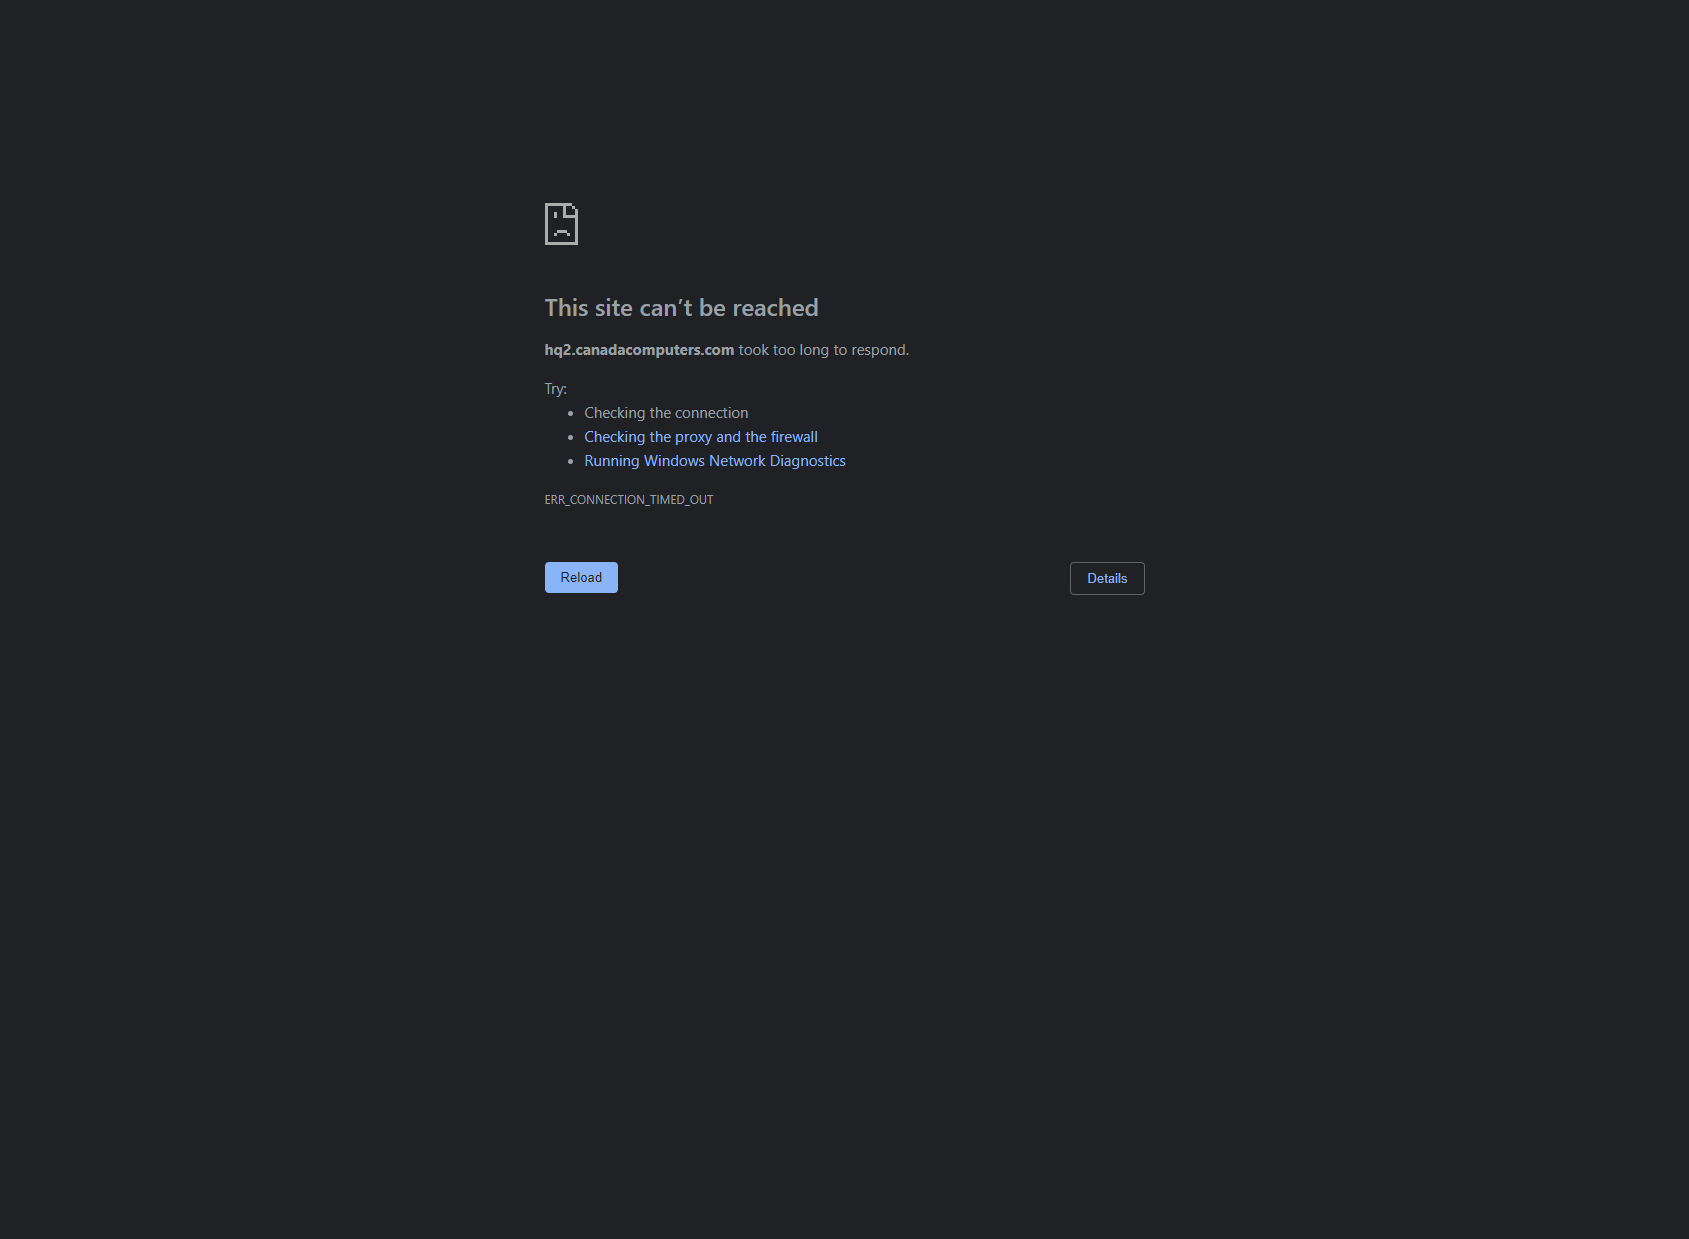 This site can’t be reached
hq2.canadacomputers.com took too long to respond.
Try:
Checking the connection
Checking the proxy and the firewall
Running Windows Network Diagnostics
ERR_CONNECTION_TIMED_OUT
Reload
Details